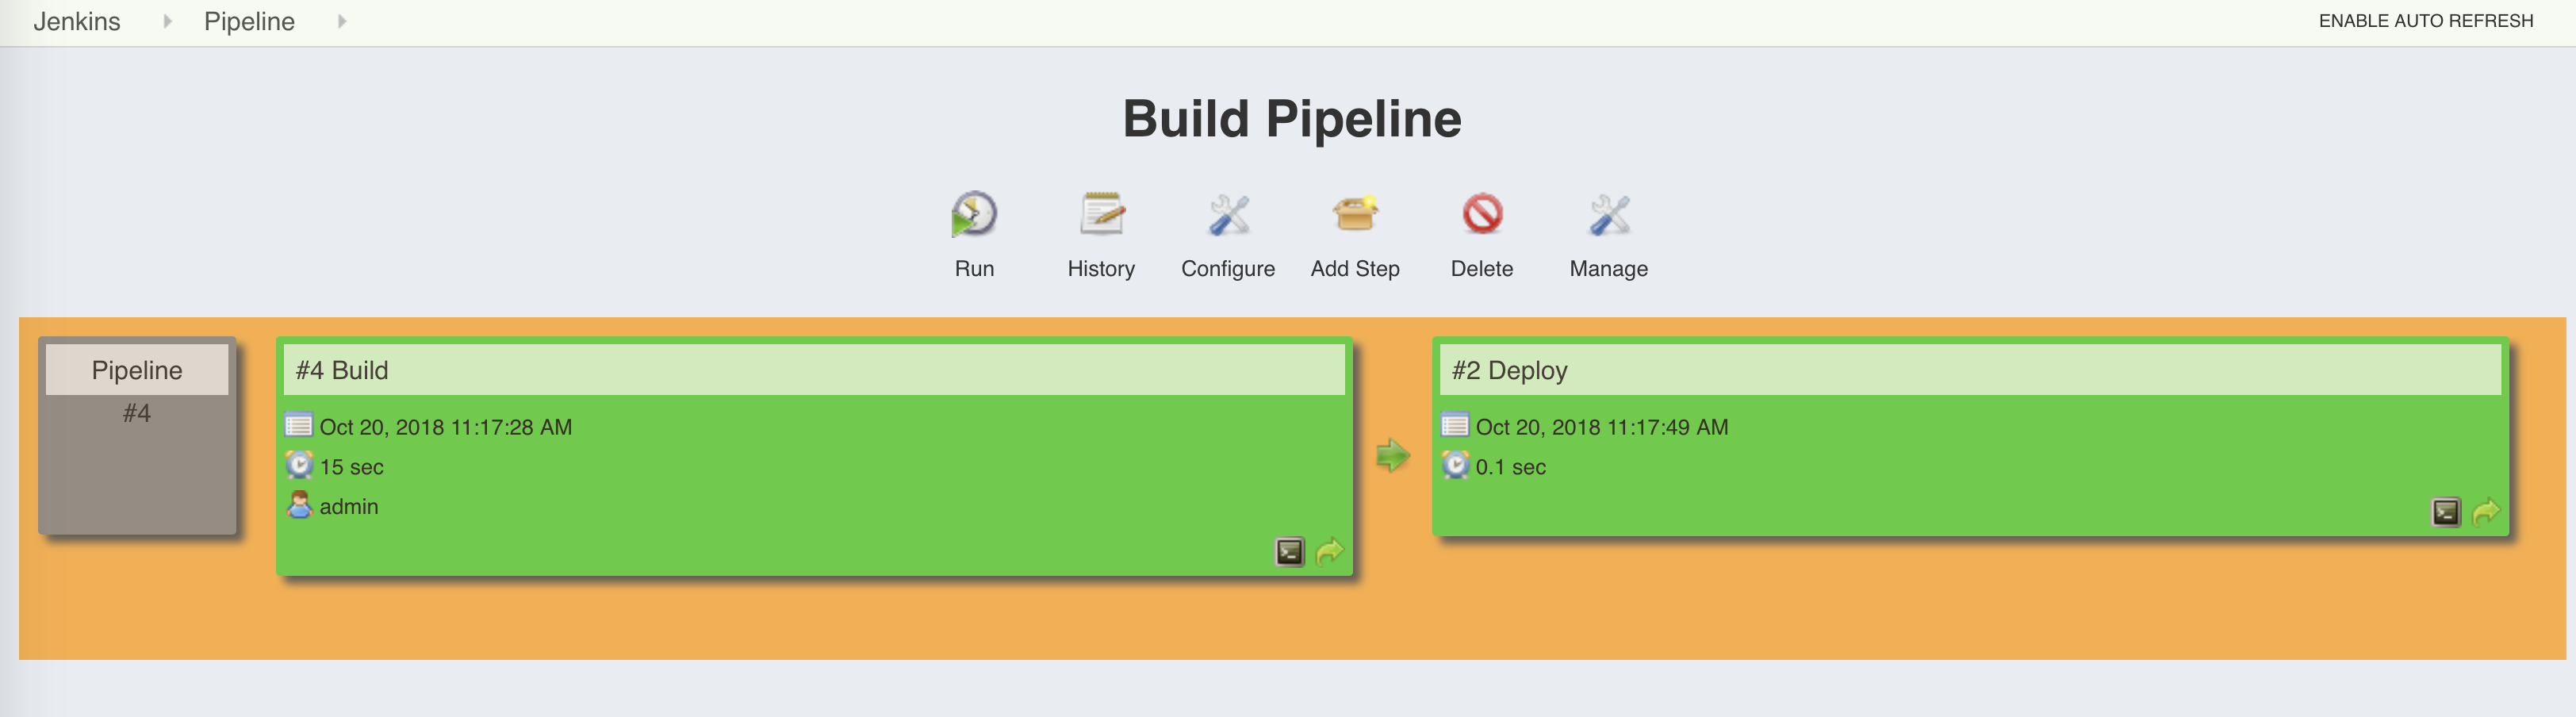 Jenkins Pipeline ENABLE AUTO REFRESH
Build Pipeline
Run History Configure Add Step Delete Manage
Pipeline
#4
#4 Build
Oct 20, 2018 11:17:28 AM
15 sec
admin
#2 Deploy
Oct 20, 2018 11:17:49 AM
0.1 sec